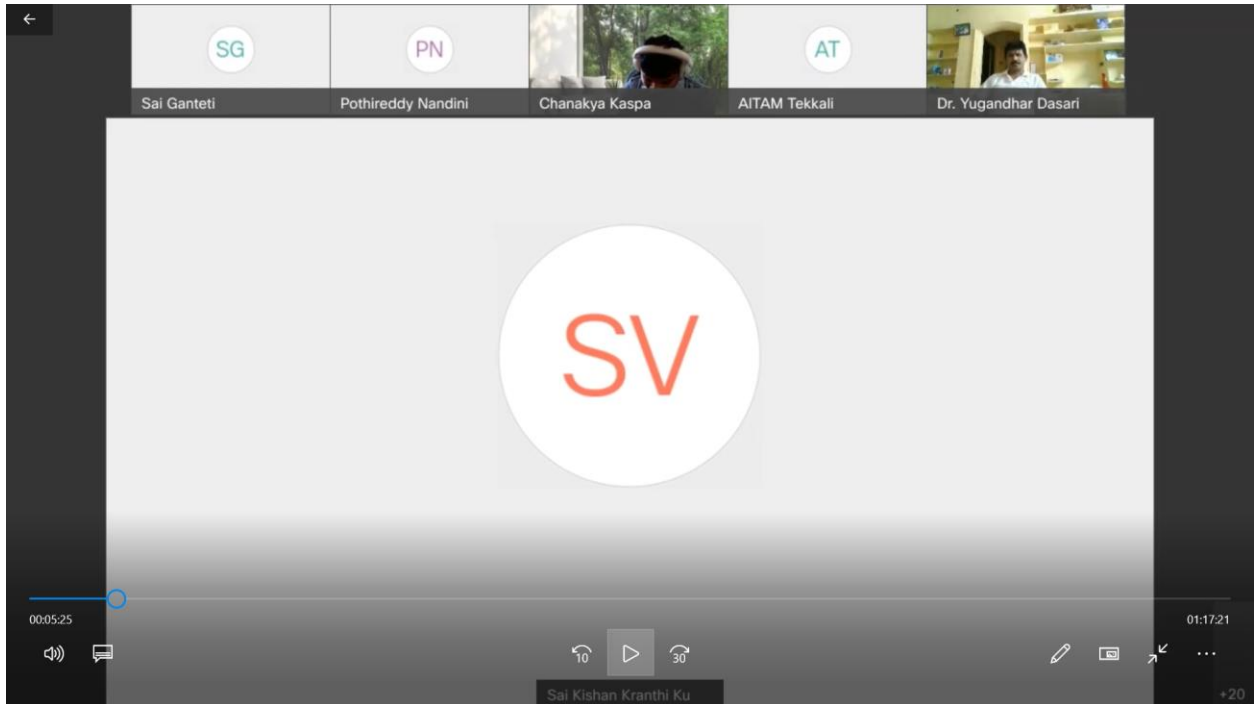 SG
PN
AT
Sai Ganteti
Pothireddy Nandini
Chanakya Kaspa
AITAM Tekkali
Dr. Yugandhar Dasari
SV
00:05:25
01:17:21
10
30
Sai Kishan Kranthi Ku
+20